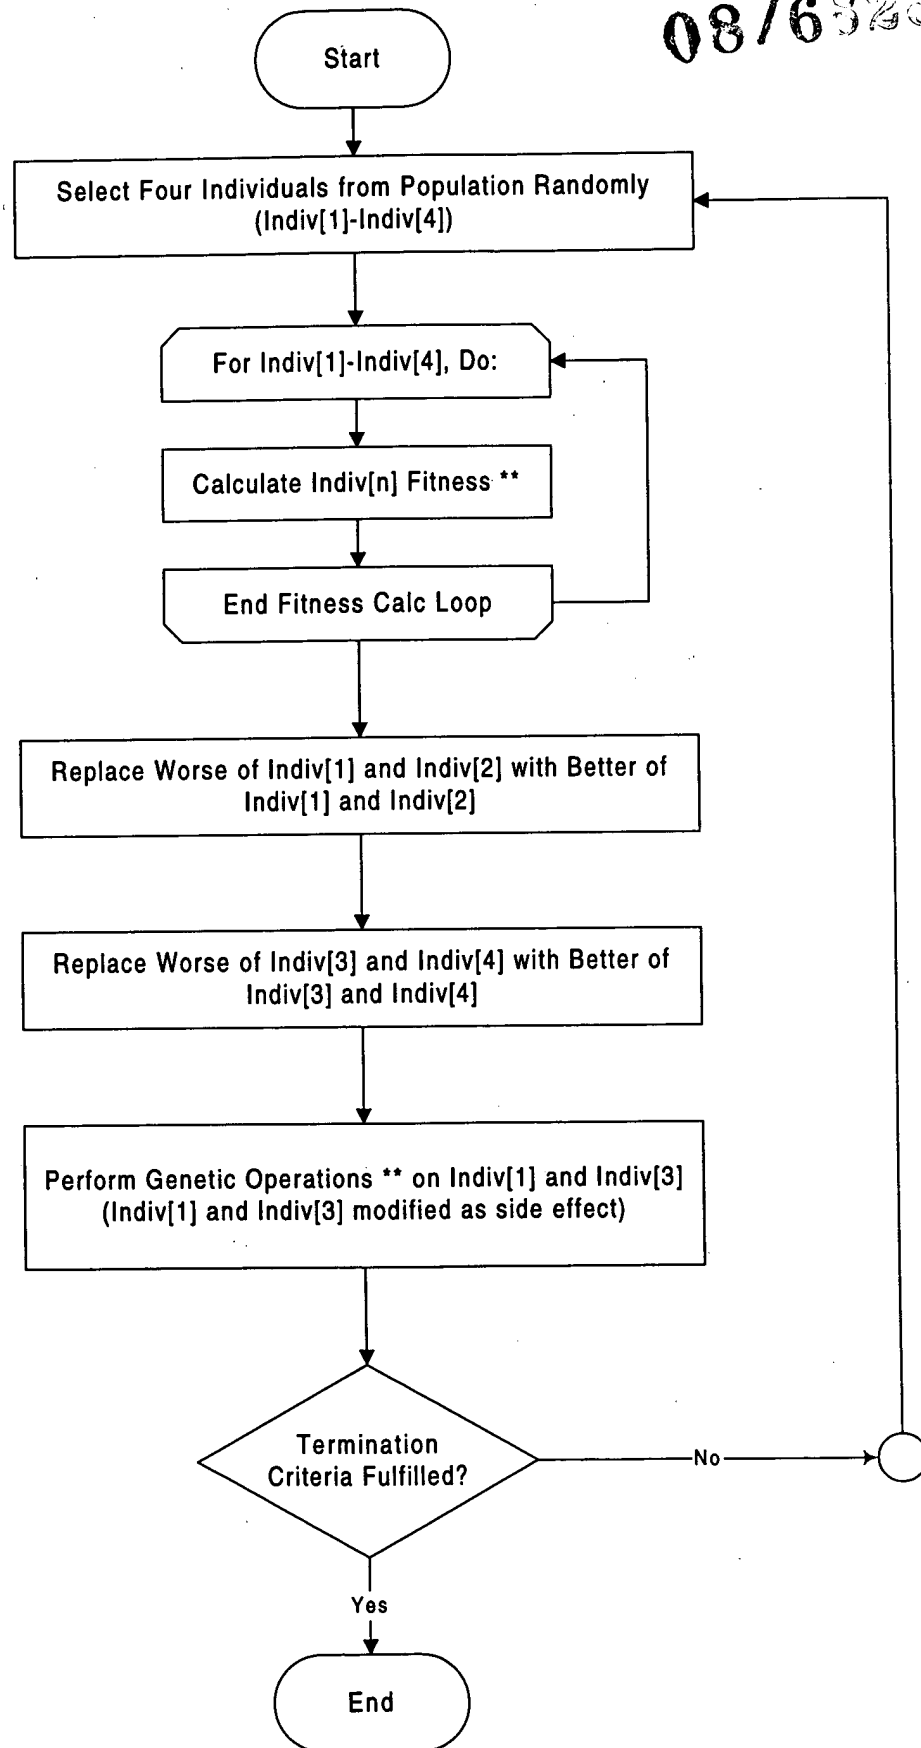 Start
Select Four Individuals from Population Randomly
(Indiv[1]-Indiv[4])
For Indiv[1]-Indiv[4], Do:
Calculate Indiv[n] Fitness **
End Fitness Calc Loop
Replace Worse of Indiv[1] and Indiv[2] with Better of
Indiv[1] and Indiv[2]
Replace Worse of Indiv[3] and Indiv[4] with Better of
Indiv[3] and Indiv[4]
Perform Genetic Operations ** on Indiv[1] and Indiv[3]
(Indiv[1] and Indiv[3] modified as side effect)
Termination
Criteria Fulfilled?
No
Yes
End